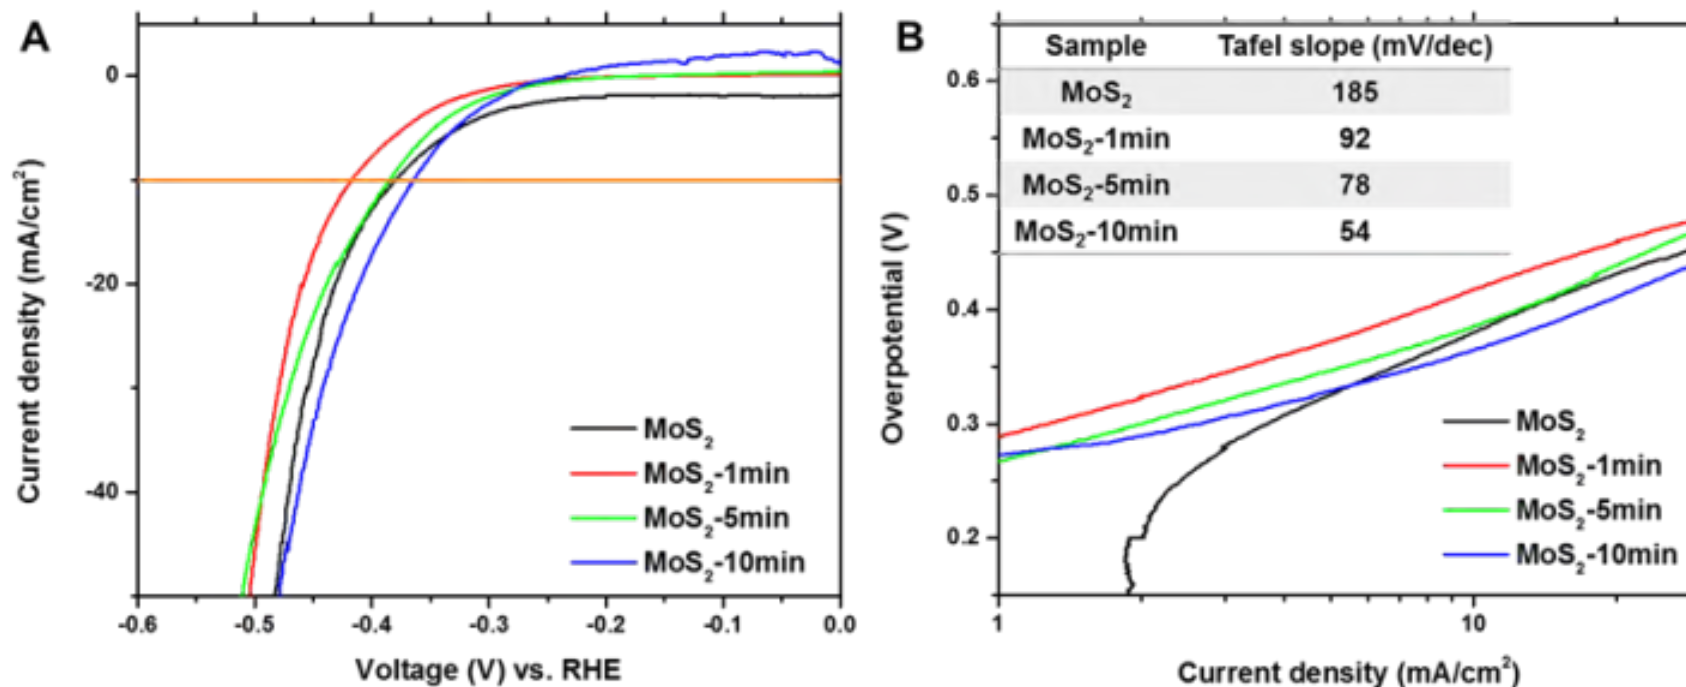 A
Current density (mA/cm²)
0
-20
-40
MoS₂
MoS₂-1min
MoS₂-5min
MoS₂-10min
-0.6
-0.5
-0.4
-0.3
-0.2
-0.1
0.0
Voltage (V) vs. RHE
B
Overpotential (V)
0.6
0.5
0.4
0.3
0.2
Sample Tafel slope (mV/dec)
MoS₂ 185
MoS₂-1min 92
MoS₂-5min 78
MoS₂-10min 54
MoS₂
MoS₂-1min
MoS₂-5min
MoS₂-10min
1
10
Current density (mA/cm²)